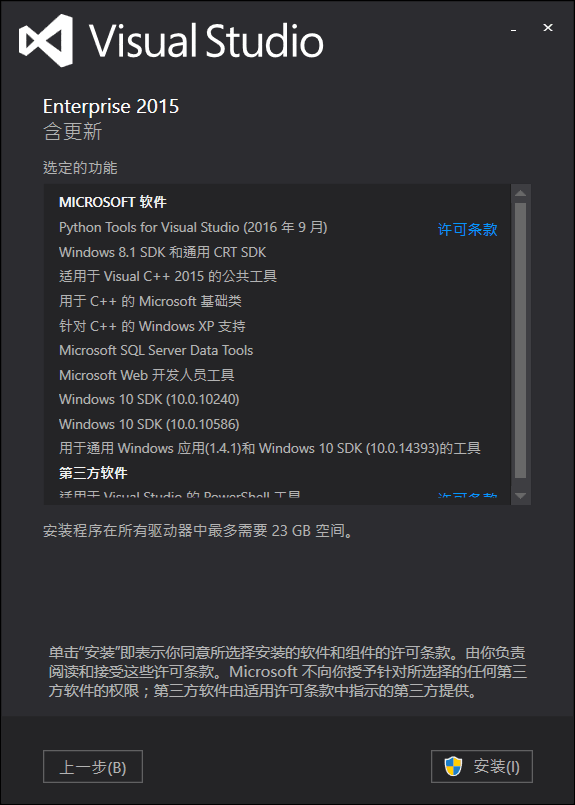 Visual Studio
Enterprise 2015
含更新
选定的功能
MICROSOFT 软件
Python Tools for Visual Studio (2016 年 9 月)
许可条款
Windows 8.1 SDK 和通用 CRT SDK
适用于 Visual C++ 2015 的公共工具
用于 C++ 的 Microsoft 基础类
针对 C++ 的 Windows XP 支持
Microsoft SQL Server Data Tools
Microsoft Web 开发人员工具
Windows 10 SDK (10.0.10240)
Windows 10 SDK (10.0.10586)
用于通用 Windows 应用(1.4.1)和 Windows 10 SDK (10.0.14393)的工具
第三方软件
适用于 Visual Studio 的 PowerShell 工具
许可条款
安装程序在所有驱动器中最多需要 23 GB 空间。
单击"安装"即表示你同意所选择安装的软件和组件的许可条款。由你负责
阅读和接受这些许可条款。Microsoft 不向你授予针对所选择的任何第三
方软件的权限；第三方软件由适用许可条款中指示的第三方提供。
上一步(B)
安装(I)